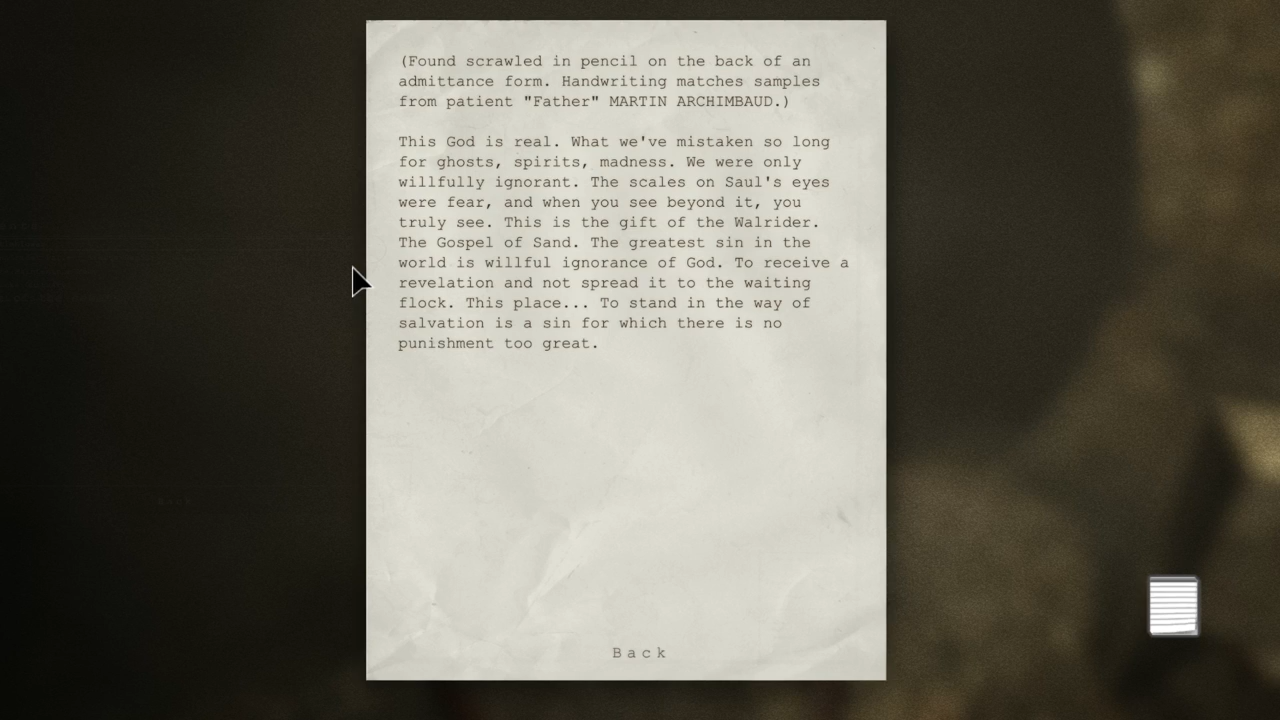 (Found scrawled in pencil on the back of an
admittance form. Handwriting matches samples
from patient "Father" MARTIN ARCHIMBAUD.)
This God is real. What we've mistaken so long
for ghosts, spirits, madness. We were only
willfully ignorant. The scales on Saul's eyes
were fear, and when you see beyond it, you
truly see. This is the gift of the Walrider.
The Gospel of Sand. The greatest sin in the
world is willful ignorance of God. To receive a
revelation and not spread it to the waiting
flock. This place... To stand in the way of
salvation is a sin for which there is no
punishment too great.
Back